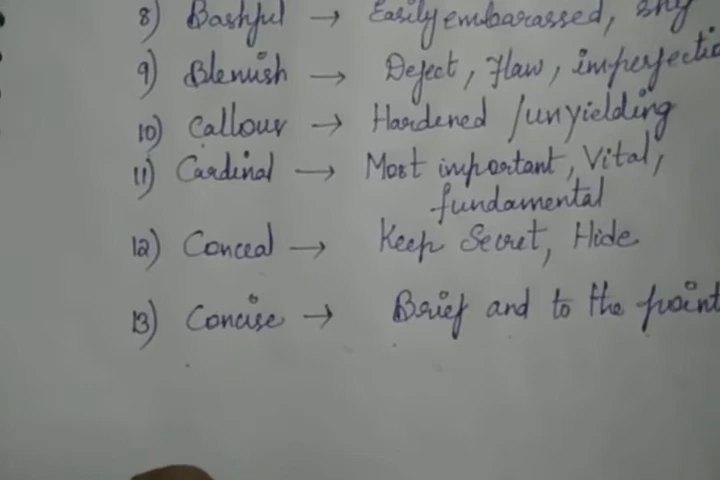 8) Bashful → Easily embarassed, shy
9) Blemish → Defect, Flaw, imperfectio
10) Callour → Hardened / unyielding
11) Cardinal → Most important, Vital,
fundamental
12) Conceal → Keep Secret, Hide
13) Concise → Brief and to the point